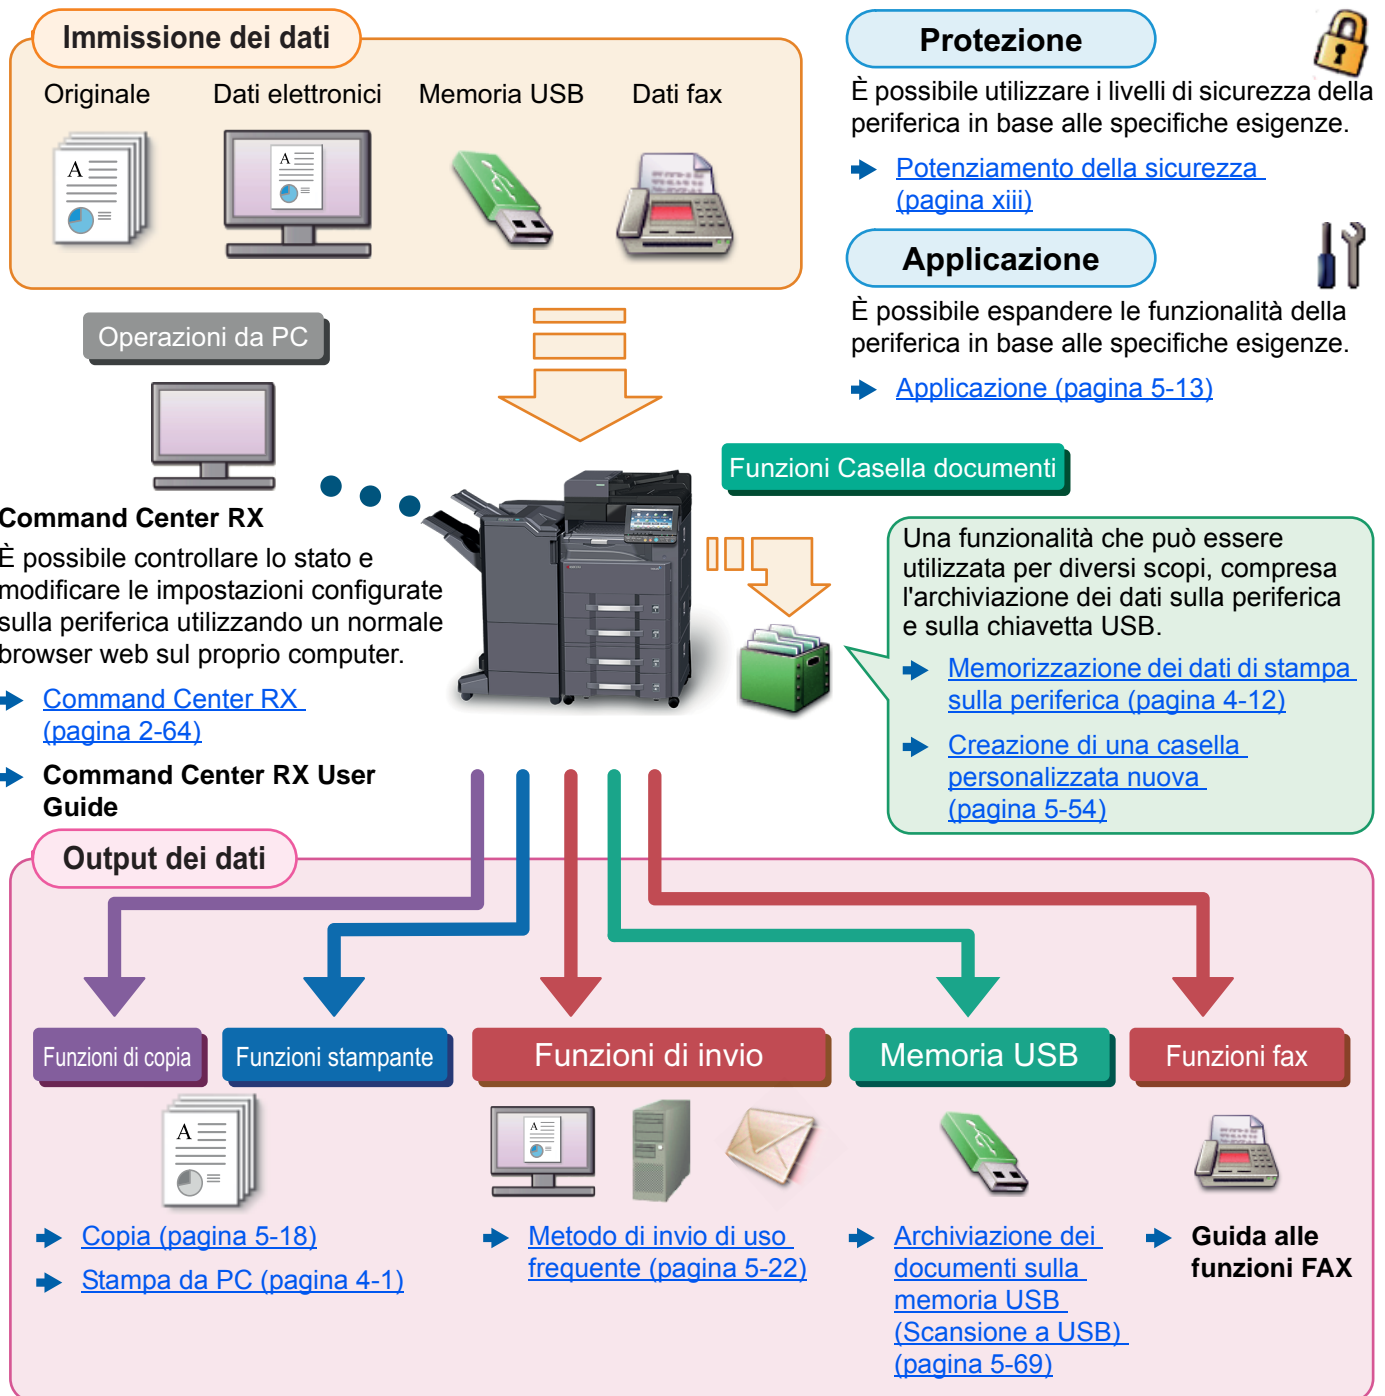 Immissione dei dati
Originale
Dati elettronici
Memoria USB
Dati fax
A
A
Protezione
È possibile utilizzare i livelli di sicurezza della
periferica in base alle specifiche esigenze.
Potenziamento della sicurezza
(pagina xiii)
Applicazione
È possibile espandere le funzionalità della
periferica in base alle specifiche esigenze.
Applicazione (pagina 5-13)
Operazioni da PC
Command Center RX
È possibile controllare lo stato e
modificare le impostazioni configurate
sulla periferica utilizzando un normale
browser web sul proprio computer.
Command Center RX
(pagina 2-64)
Command Center RX User
Guide
Funzioni Casella documenti
Una funzionalità che può essere
utilizzata per diversi scopi, compresa
l'archiviazione dei dati sulla periferica
e sulla chiavetta USB.
Memorizzazione dei dati di stampa
sulla periferica (pagina 4-12)
Creazione di una casella
personalizzata nuova
(pagina 5-54)
Output dei dati
Funzioni di copia
Funzioni stampante
Funzioni di invio
Memoria USB
Funzioni fax
A
A
Copia (pagina 5-18)
Stampa da PC (pagina 4-1)
Metodo di invio di uso
frequente (pagina 5-22)
Archiviazione dei
documenti sulla
memoria USB
(Scansione a USB)
(pagina 5-69)
Guida alle
funzioni FAX